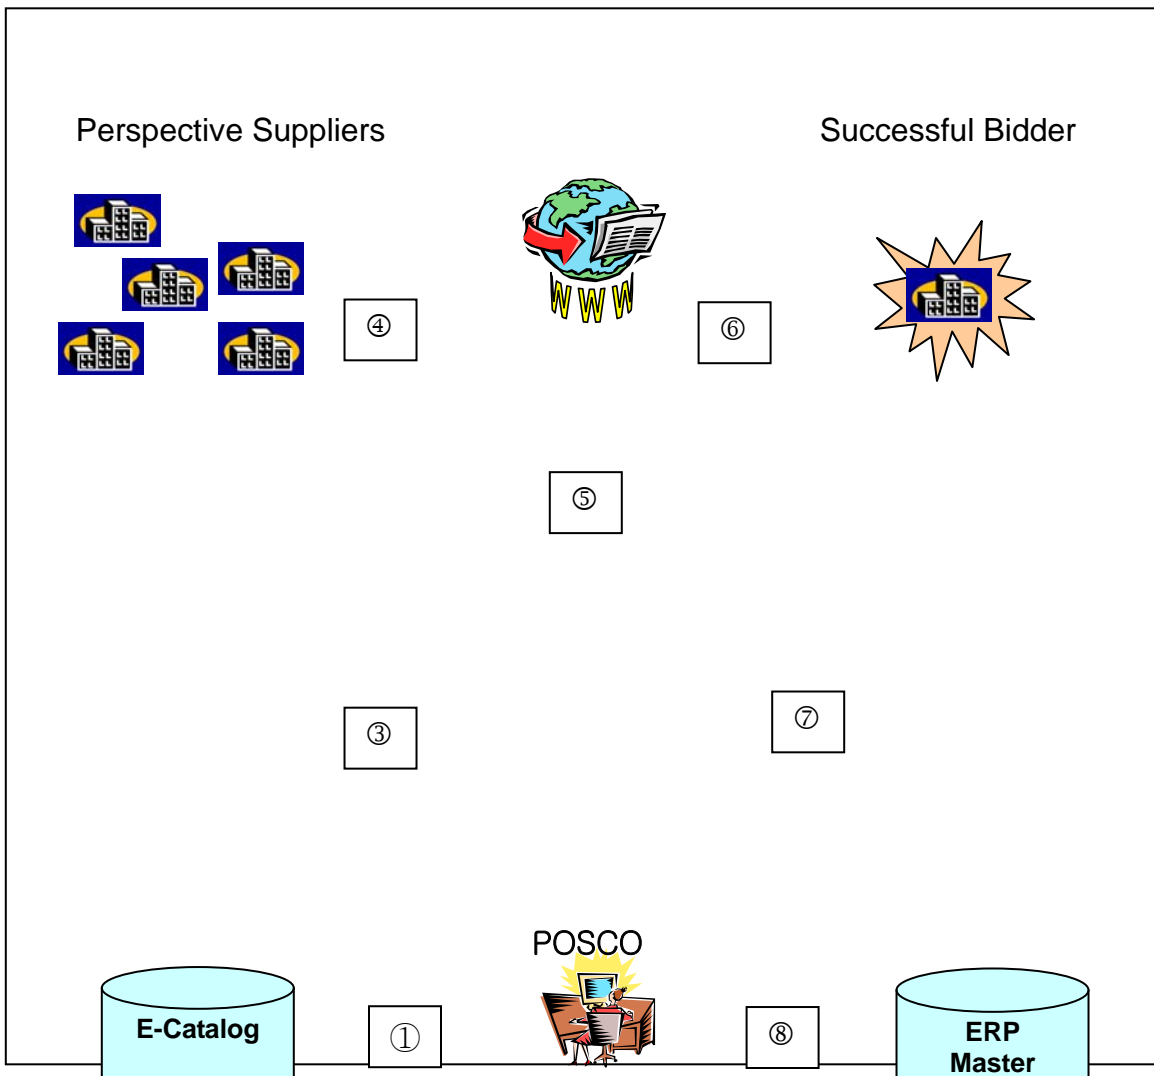 Perspective Suppliers
Successful Bidder
WWW
④
⑥
⑤
③
⑦
POSCO
E-Catalog
①
⑧
ERP
Master